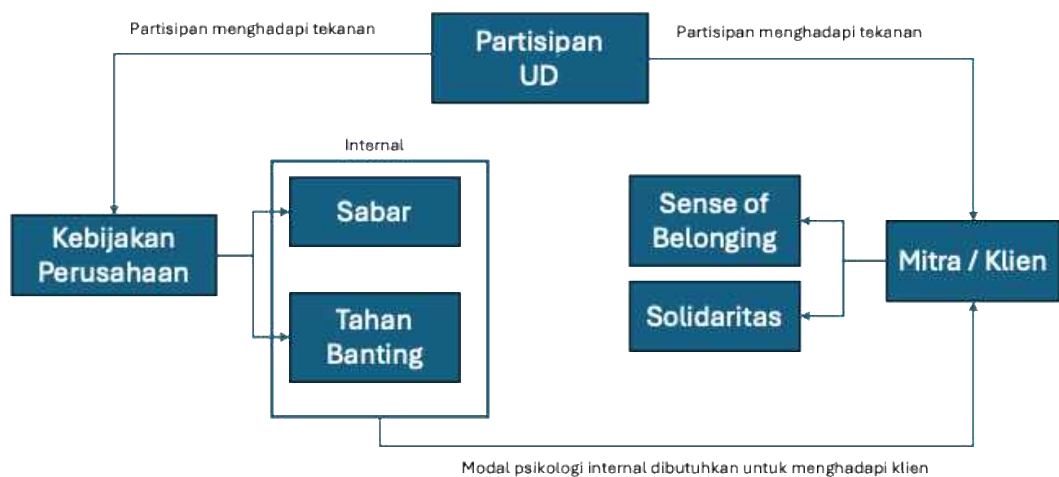 Partisipan menghadapi tekanan
Partisipan
UD
Partisipan menghadapi tekanan
Internal
Sabar
Sense of
Belonging
Kebijakan
Perusahaan
Mitra / Klien
Tahan
Banting
Solidaritas
Modal psikologi internal dibutuhkan untuk menghadapi klien